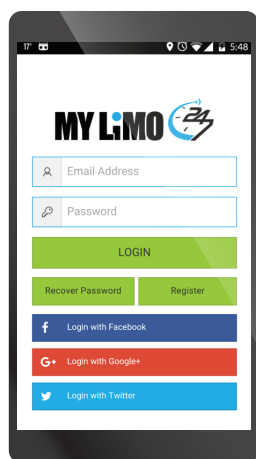 17° 5:48
MY LiMO 24/7
Email Address
Password
LOGIN
Recover Password Register
f Login with Facebook
G+ Login with Google+
Login with Twitter